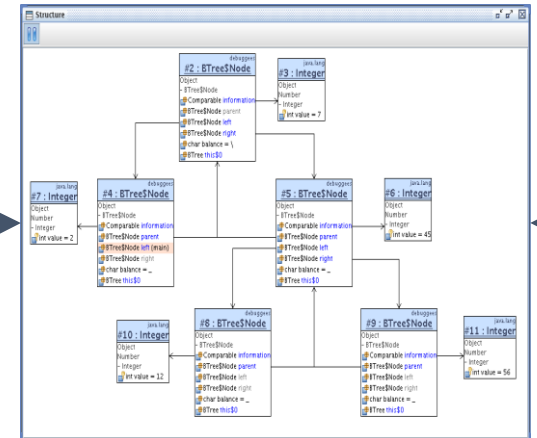 Structure
debuggees
#2 : BTree$Node
Object
- BTree$Node
Comparable information
BTree$Node parent
BTree$Node left
BTree$Node right
char balance = \
BTree this$0
java.lang
#3 : Integer
Object
Number
- Integer
int value = 7
java.lang
#7 : Integer
Object
Number
- Integer
int value = 2
debuggees
#4 : BTree$Node
Object
- BTree$Node
Comparable information
BTree$Node parent
BTree$Node left (main)
BTree$Node right
char balance = _
BTree this$0
debuggees
#5 : BTree$Node
Object
- BTree$Node
Comparable information
BTree$Node parent
BTree$Node left
BTree$Node right
char balance = _
BTree this$0
java.lang
#6 : Integer
Object
Number
- Integer
int value = 45
java.lang
#10 : Integer
Object
Number
- Integer
int value = 12
debuggees
#8 : BTree$Node
Object
- BTree$Node
Comparable information
BTree$Node parent
BTree$Node left
BTree$Node right
char balance = _
BTree this$0
debuggees
#9 : BTree$Node
Object
- BTree$Node
Comparable information
BTree$Node parent
BTree$Node left
BTree$Node right
char balance = _
BTree this$0
java.lang
#11 : Integer
Object
Number
- Integer
int value = 56